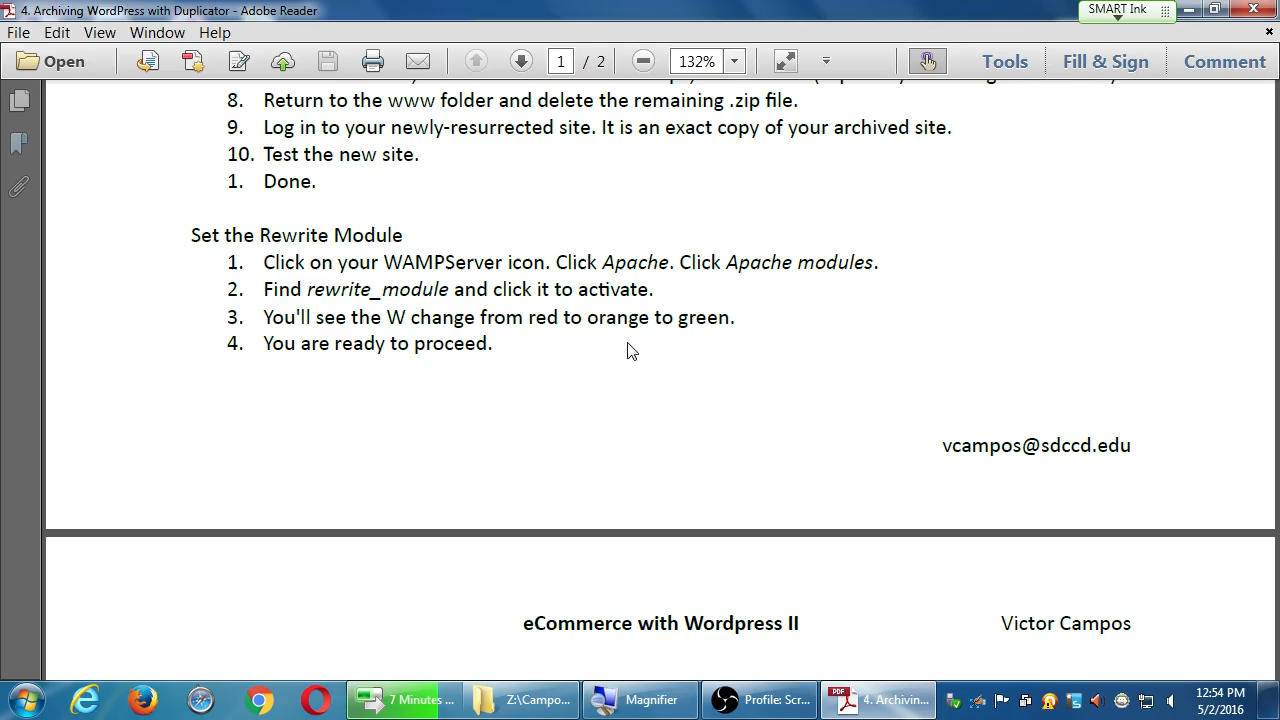 4. Archiving WordPress with Duplicator - Adobe Reader
SMART Ink
File Edit View Window Help
Open 1 / 2 132% Tools Fill & Sign Comment
8. Return to the www folder and delete the remaining .zip file.
9. Log in to your newly-resurrected site. It is an exact copy of your archived site.
10. Test the new site.
1. Done.
Set the Rewrite Module
1. Click on your WAMPServer icon. Click Apache. Click Apache modules.
2. Find rewrite_module and click it to activate.
3. You'll see the W change from red to orange to green.
4. You are ready to proceed.
vcampos@sdccd.edu
eCommerce with Wordpress II Victor Campos
7 Minutes ... Z:\Campo... Magnifier Profile: Scr... PDF 4. Archivin... 12:54 PM
5/2/2016